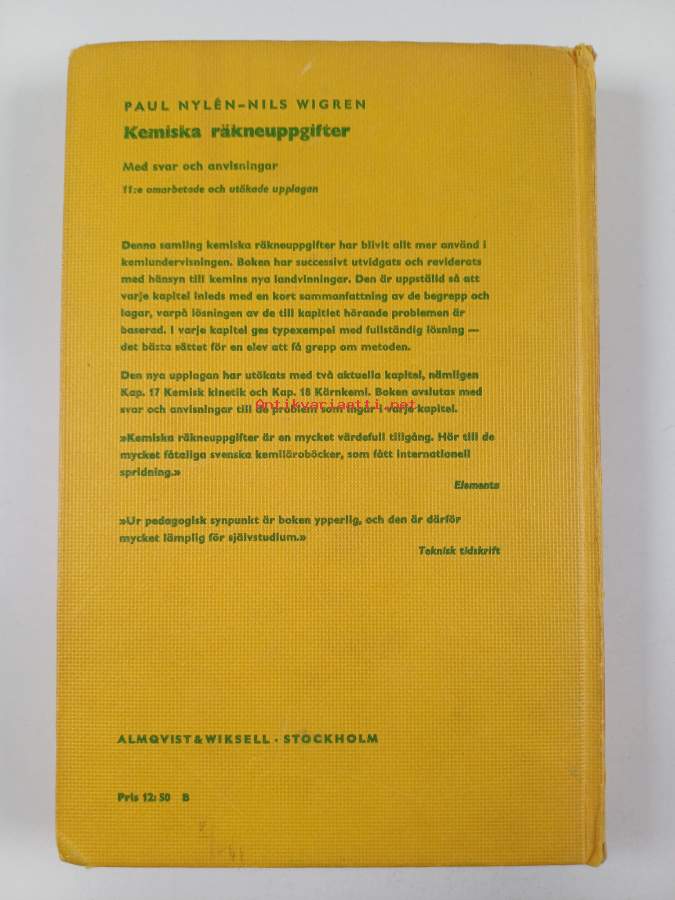 PAUL NYLÉN–NILS WIGREN
Kemiska räkneuppgifter
Med svar och anvisningar
11:e omarbetade och utökade upplagan
Denna samling kemiska räkneuppgifter har blivit allt mer använd i
kemiundervisningen. Boken har successivt utvidgats och reviderats
med hänsyn till kemins nya landvinningar. Den är uppställd så att
varje kapitel inleds med en kort sammanfattning av de begrepp och
lagar, varpå lösningen av de till kapitlet hörande problemen är
baserad. I varje kapitel ges typexempel med fullständig lösning —
det bästa sättet för en elev att få grepp om metoden.
Den nya upplagan har utökats med två aktuella kapitel, nämligen
Kap. 17 Kemisk kinetik och Kap. 18 Kärnkemi. Boken avslutas med
svar och anvisningar till de problem som ingår i varje kapitel.
Antikvariaatti.net
»Kemiska räkneuppgifter är en mycket värdefull tillgång. Hör till de
mycket fåtaliga svenska kemiläroböcker, som fått internationell
spridning.»
Elementa
»Ur pedagogisk synpunkt är boken ypperlig, och den är därför
mycket lämplig för självstudium.»
Teknisk tidskrift
ALMQVIST & WIKSELL · STOCKHOLM
Pris 12:50 B